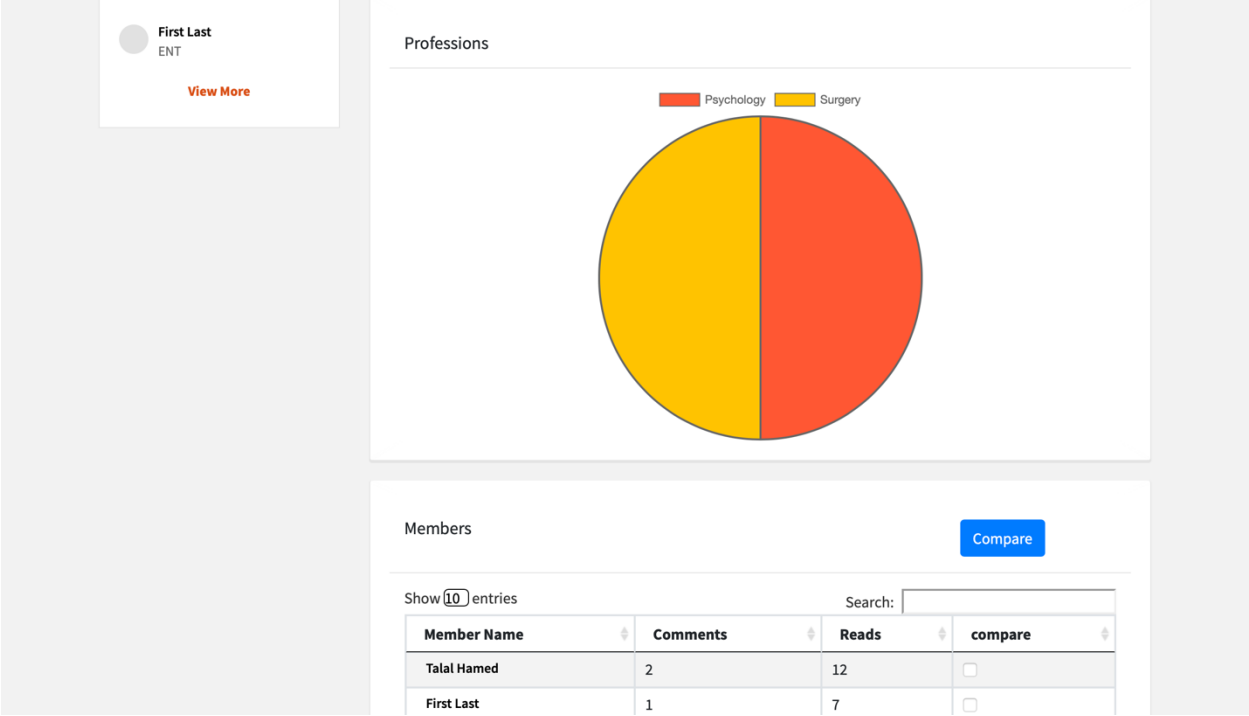 First Last
ENT
View More
Professions
Psychology Surgery
Members
Compare
Show 10 entries
Search:
Member Name Comments Reads compare
Talal Hamed 2 12
First Last 1 7